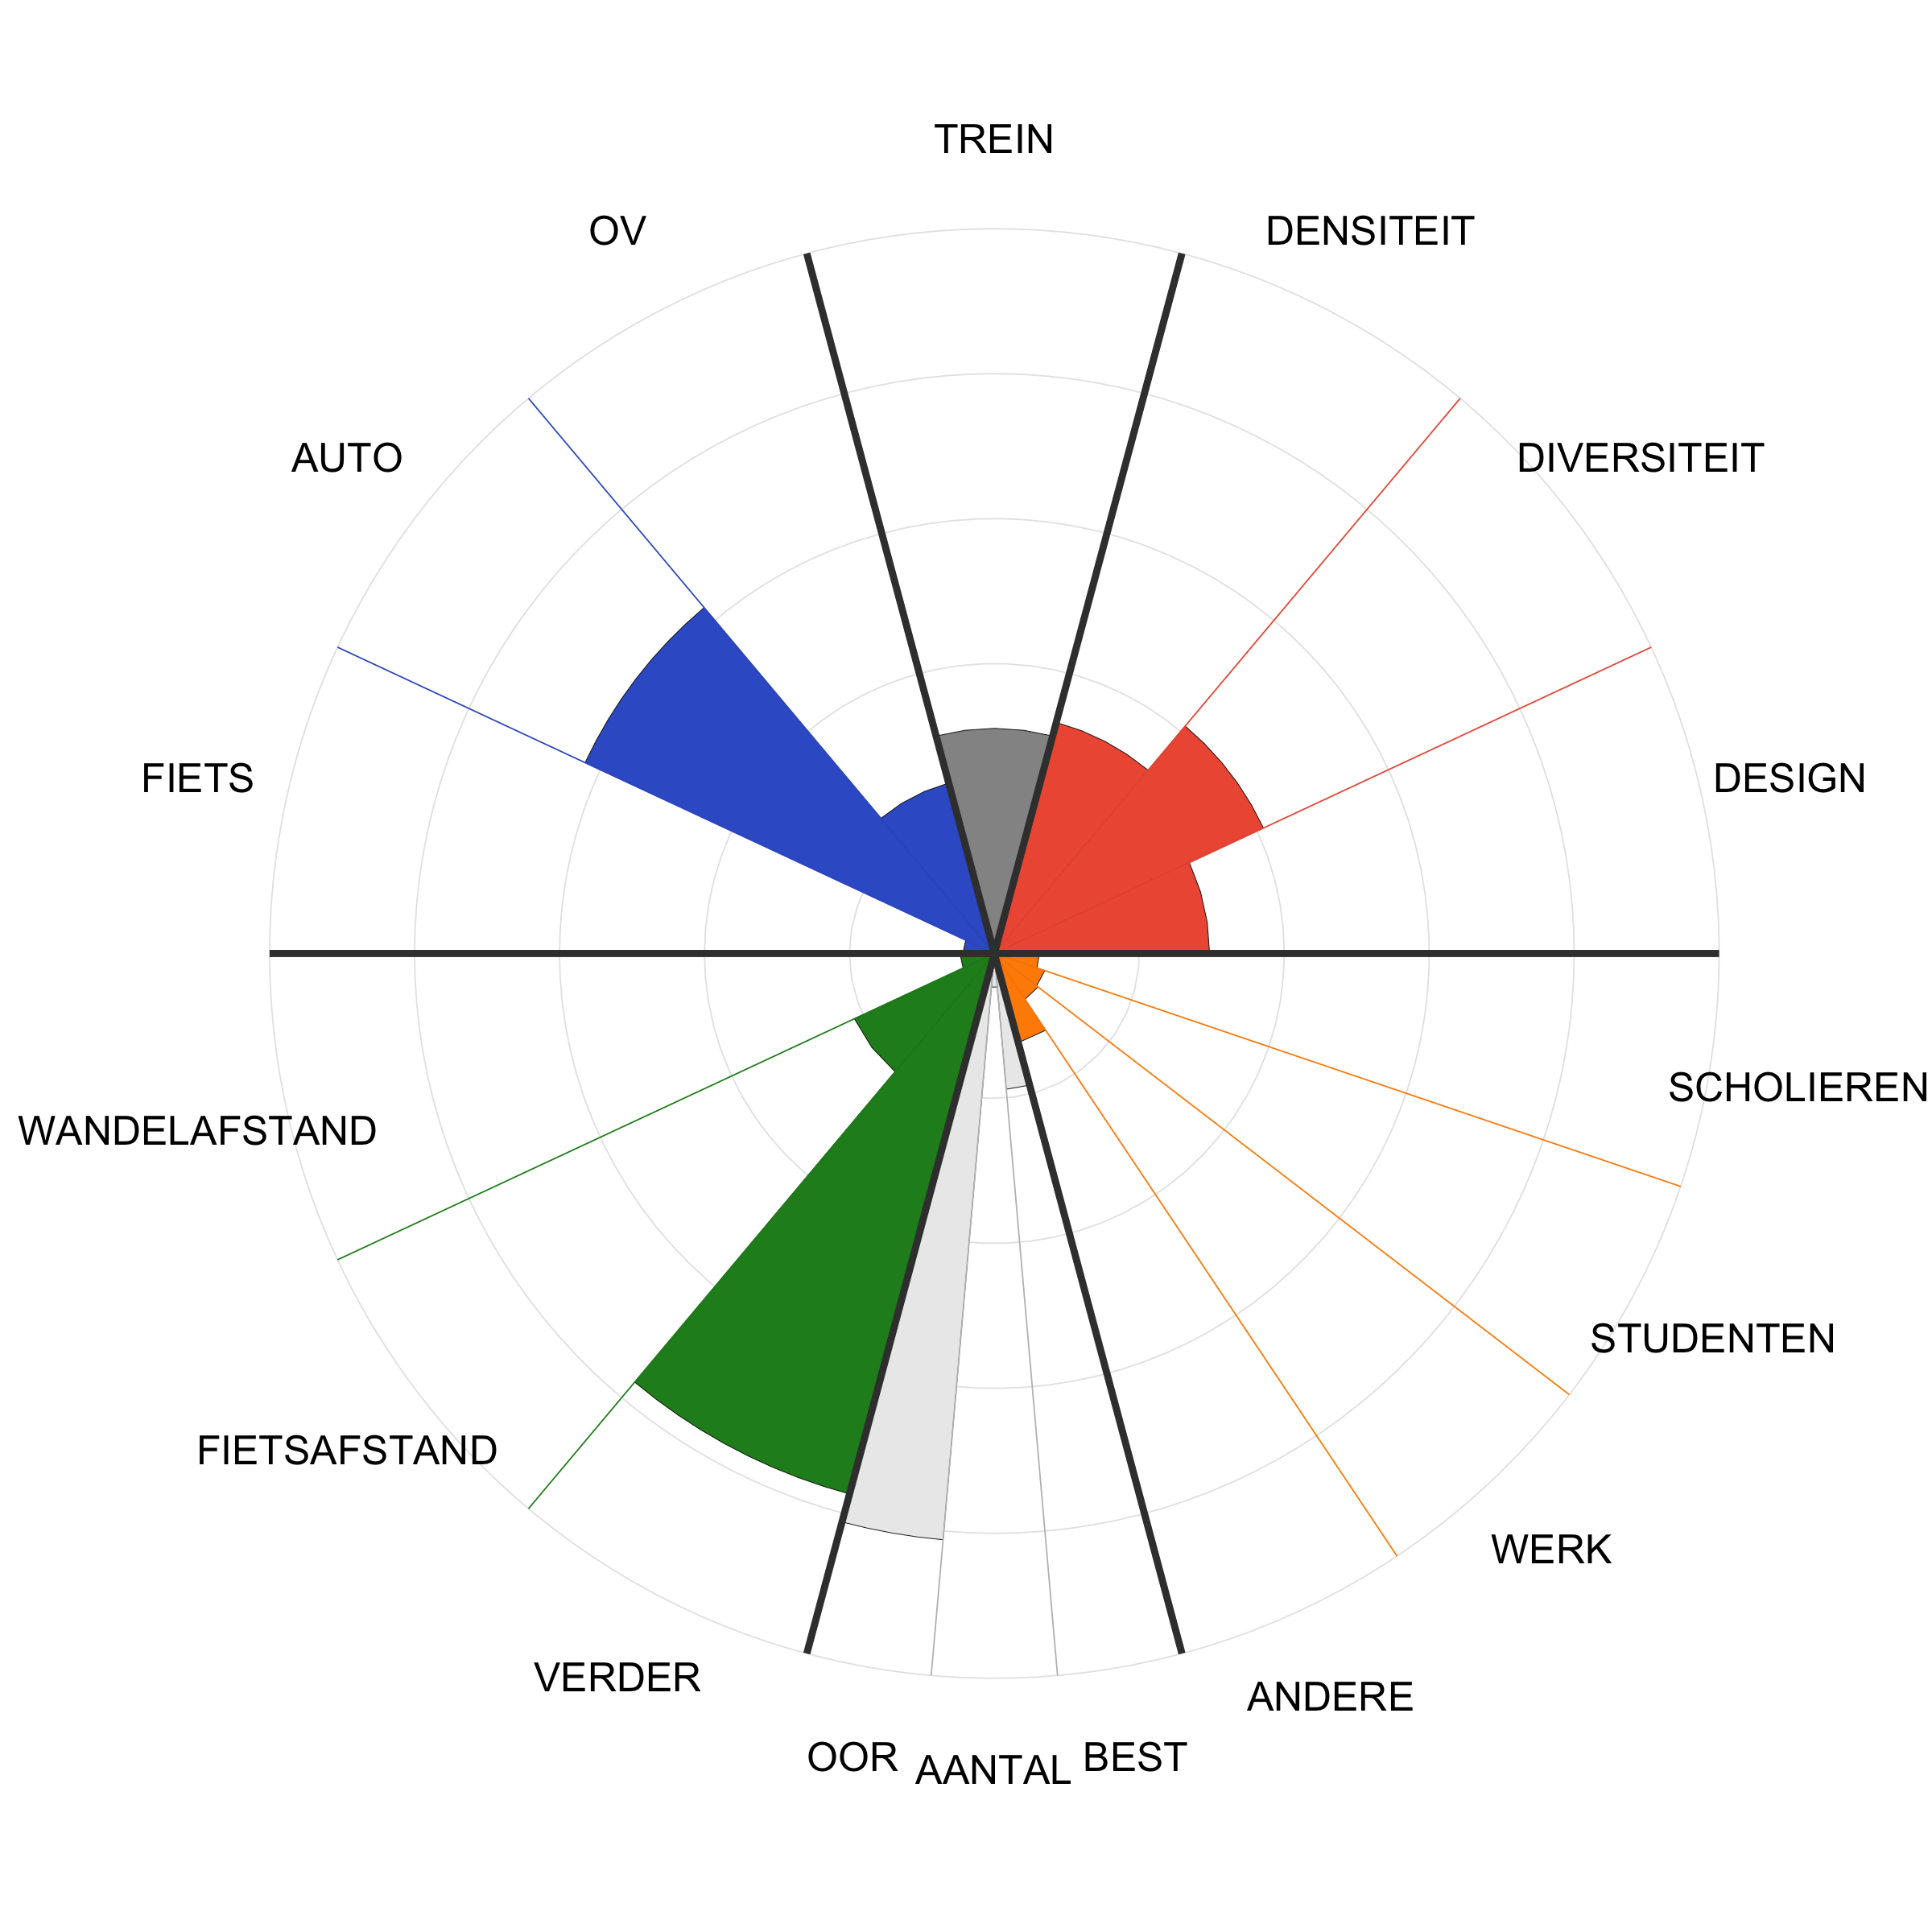 TREIN
OV
DENSITEIT
AUTO
DIVERSITEIT
FIETS
DESIGN
SCHOLIEREN
WANDELAFSTAND
STUDENTEN
FIETSAFSTAND
WERK
VERDER
ANDERE
OOR
AANTAL
BEST